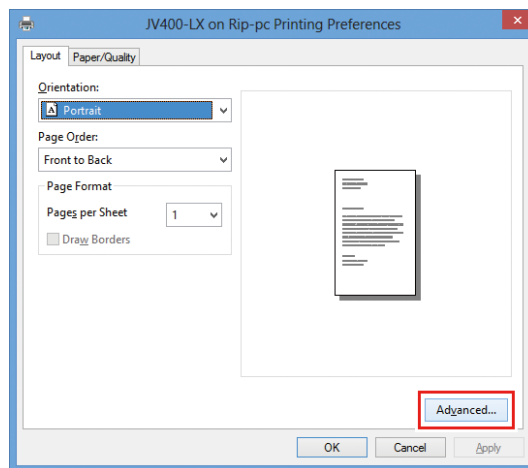 JV400-LX on Rip-pc Printing Preferences
Layout Paper/Quality
Orientation:
A Portrait
Page Order:
Front to Back
Page Format
Pages per Sheet 1
Draw Borders
Advanced...
OK Cancel Apply